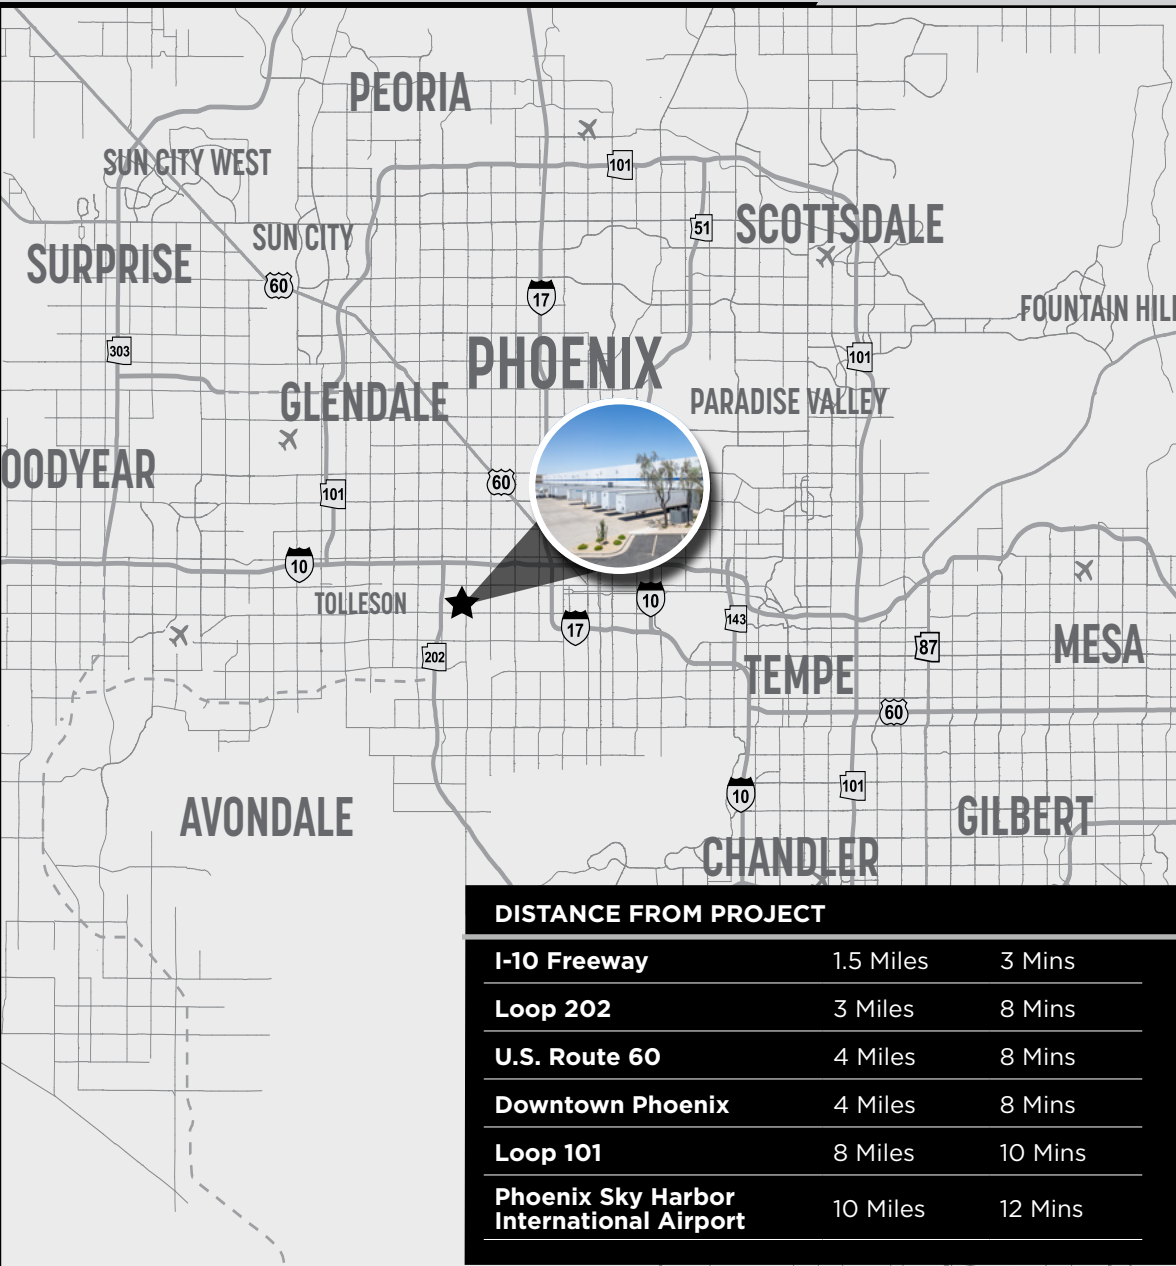 PEORIA
101
SUN CITY WEST
51
SCOTTSDALE
SUN CITY
SURPRISE
60
17
FOUNTAIN HIL
303
101
PHOENIX
GLENDALE
PARADISE VALLEY
OODYEAR
60
101
10
TOLLESON
10
143
17
202
87
MESA
TEMPE
60
10
101
AVONDALE
GILBERT
CHANDLER
DISTANCE FROM PROJECT
I-10 Freeway 1.5 Miles 3 Mins
Loop 202 3 Miles 8 Mins
U.S. Route 60 4 Miles 8 Mins
Downtown Phoenix 4 Miles 8 Mins
Loop 101 8 Miles 10 Mins
Phoenix Sky Harbor
International Airport 10 Miles 12 Mins